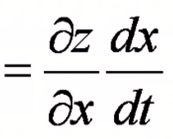 = ∂z/∂x dx/dt